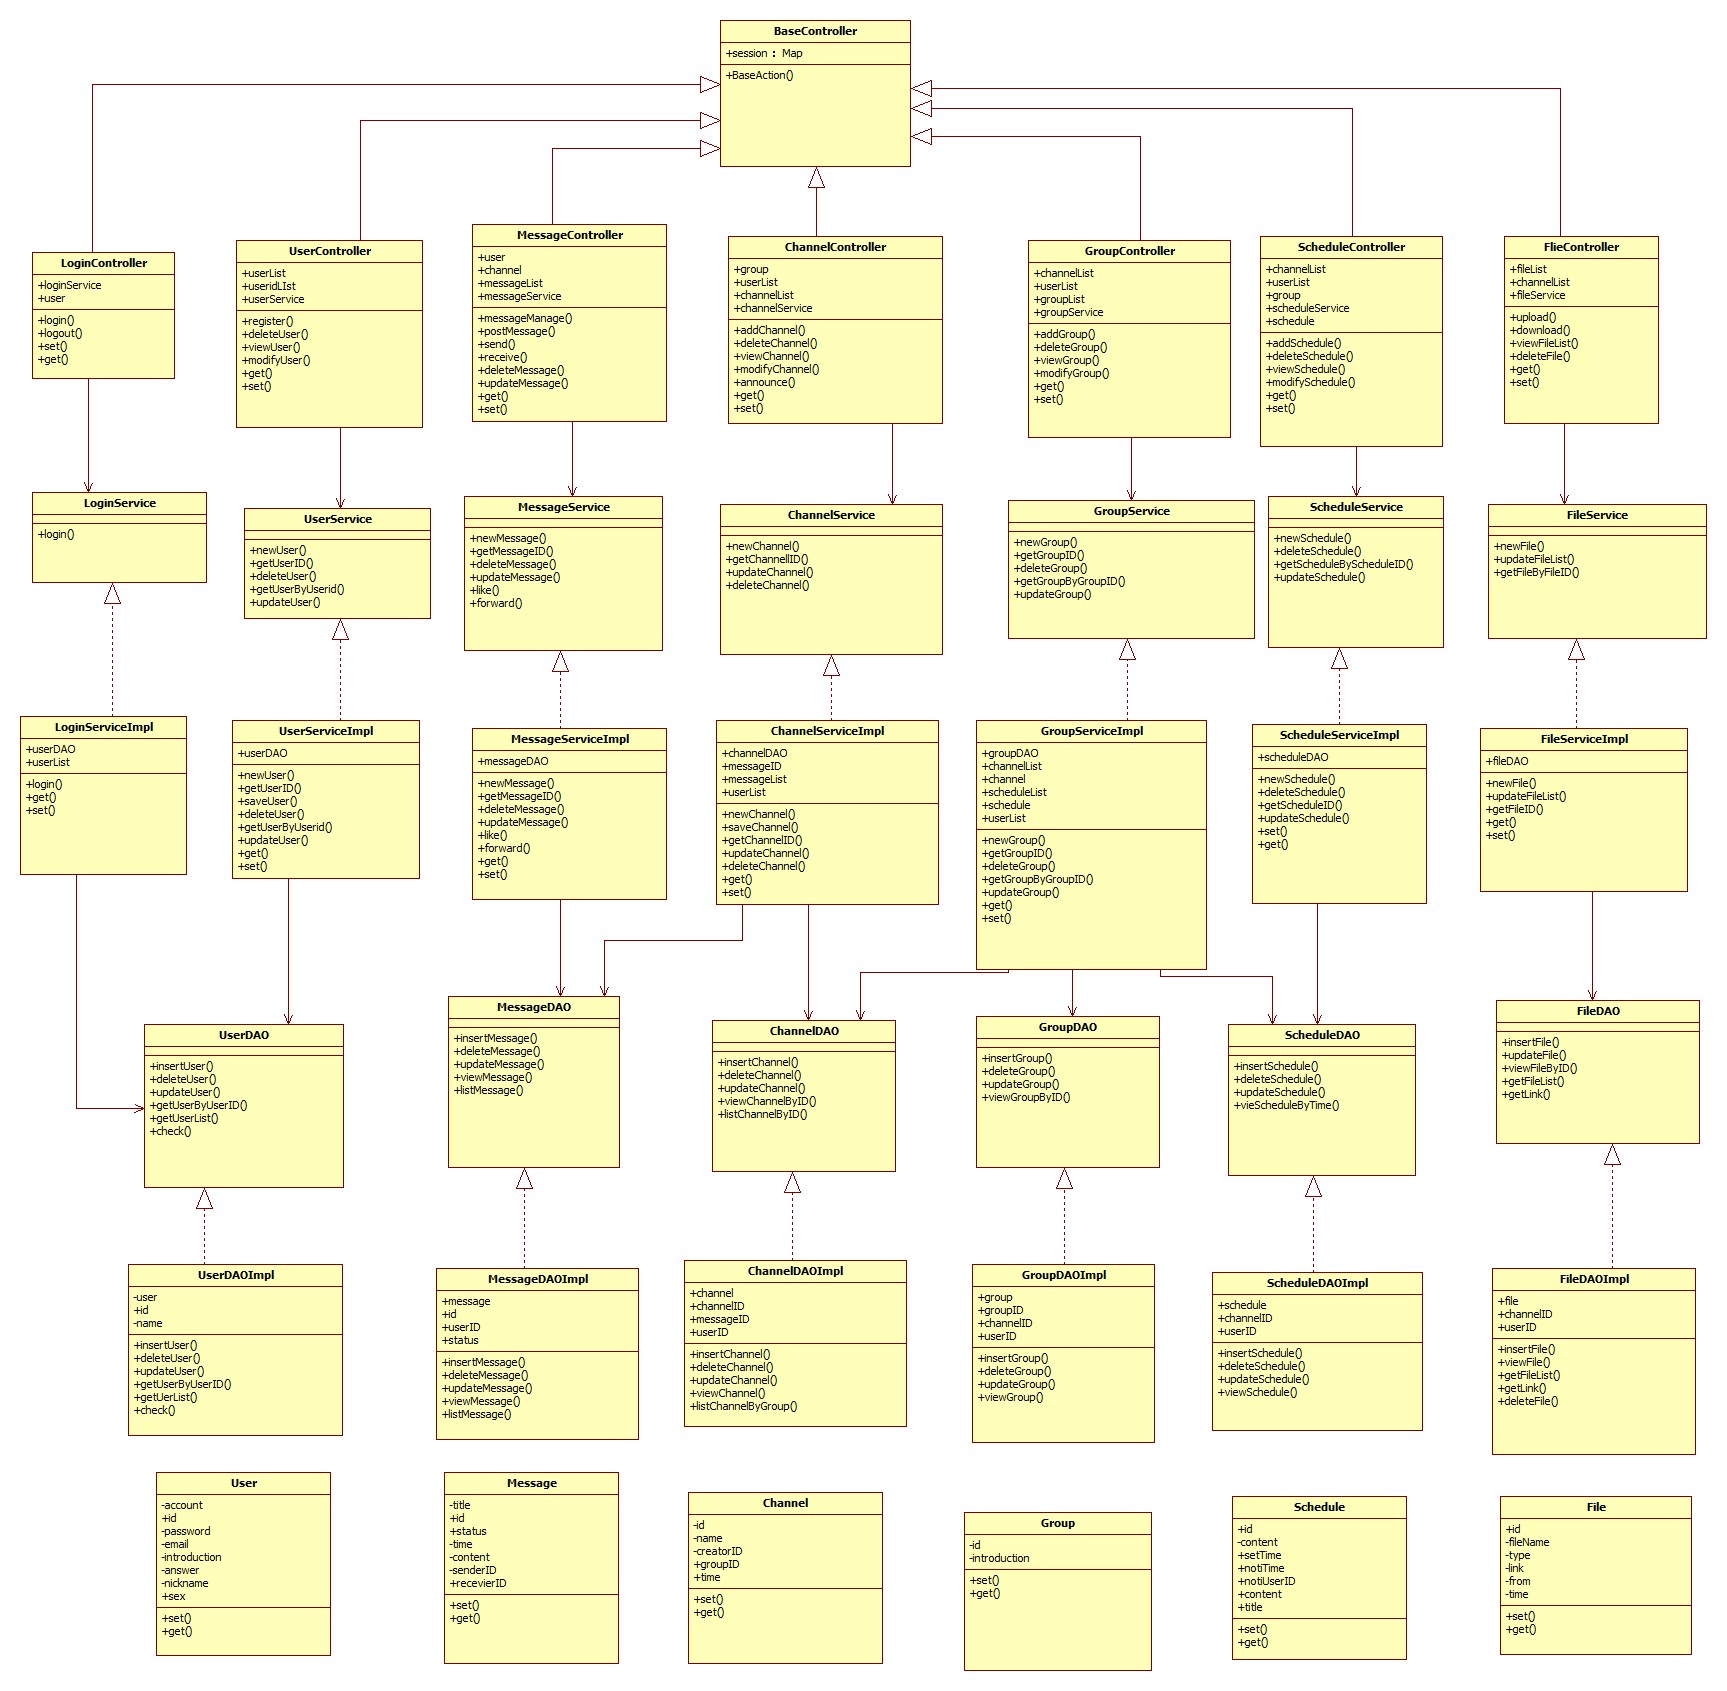 BaseController
+session : Map
+BaseAction()
LoginController
+loginService
+user
+login()
+logout()
+set()
+get()
UserController
+userList
+useridLIst
+userService
+register()
+deleteUser()
+viewUser()
+modifyUser()
+get()
+set()
MessageController
+user
+channel
+messageList
+messageService
+messageManage()
+postMessage()
+send()
+receive()
+deleteMessage()
+updateMessage()
+get()
+set()
ChannelController
+group
+userList
+channelList
+channelService
+addChannel()
+deleteChannel()
+viewChannel()
+modifyChannel()
+announce()
+get()
+set()
GroupController
+channelList
+userList
+groupList
+groupService
+addGroup()
+deleteGroup()
+viewGroup()
+modifyGroup()
+get()
+set()
ScheduleController
+channelList
+userList
+group
+scheduleService
+schedule
+addSchedule()
+deleteSchedule()
+viewSchedule()
+modifySchedule()
+get()
+set()
FlieController
+fileList
+channelList
+fileService
+upload()
+download()
+viewFileList()
+deleteFile()
+get()
+set()
LoginService
+login()
UserService
+newUser()
+getUserID()
+deleteUser()
+getUserByUserid()
+updateUser()
MessageService
+newMessage()
+getMessageID()
+deleteMessage()
+updateMessage()
+like()
+forward()
ChannelService
+newChannel()
+getChannelID()
+updateChannel()
+deleteChannel()
GroupService
+newGroup()
+getGroupID()
+deleteGroup()
+getGroupByGroupID()
+updateGroup()
ScheduleService
+newSchedule()
+deleteSchedule()
+getScheduleByScheduleID()
+updateSchedule()
FileService
+newFile()
+updateFileList()
+getFileByFileID()
LoginServiceImpl
+userDAO
+userList
+login()
+get()
+set()
UserServiceImpl
+userDAO
+newUser()
+getUserID()
+saveUser()
+deleteUser()
+getUserByUserid()
+updateUser()
+get()
+set()
MessageServiceImpl
+messageDAO
+newMessage()
+getMessageID()
+deleteMessage()
+updateMessage()
+like()
+forward()
+get()
+set()
ChannelServiceImpl
+channelDAO
+messageID
+messageList
+userList
+newChannel()
+saveChannel()
+getChannelID()
+updateChannel()
+deleteChannel()
+get()
+set()
GroupServiceImpl
+groupDAO
+channelList
+channel
+scheduleList
+schedule
+userList
+newGroup()
+getGroupID()
+deleteGroup()
+getGroupByGroupID()
+updateGroup()
+get()
+set()
ScheduleServiceImpl
+scheduleDAO
+newSchedule()
+deleteSchedule()
+getScheduleID()
+updateSchedule()
+set()
+get()
FileServiceImpl
+fileDAO
+newFile()
+updateFileList()
+getFileID()
+get()
+set()
UserDAO
+insertUser()
+deleteUser()
+updateUser()
+getUserByUserID()
+getUserList()
+check()
MessageDAO
+insertMessage()
+deleteMessage()
+updateMessage()
+viewMessage()
+listMessage()
ChannelDAO
+insertChannel()
+deleteChannel()
+updateChannel()
+viewChannelByID()
+listChannelByID()
GroupDAO
+insertGroup()
+deleteGroup()
+updateGroup()
+viewGroupByID()
ScheduleDAO
+insertSchedule()
+deleteSchedule()
+updateSchedule()
+vieScheduleByTime()
FileDAO
+insertFile()
+updateFile()
+viewFileByID()
+getFileList()
+getLink()
UserDAOImpl
-user
+id
-name
+insertUser()
+deleteUser()
+updateUser()
+getUserByUserID()
+getUerList()
+check()
MessageDAOImpl
+message
+id
+userID
+status
+insertMessage()
+deleteMessage()
+updateMessage()
+viewMessage()
+listMessage()
ChannelDAOImpl
+channel
+channelID
+messageID
+userID
+insertChannel()
+deleteChannel()
+updateChannel()
+viewChannel()
+listChannelByGroup()
GroupDAOImpl
+group
+groupID
+channelID
+userID
+insertGroup()
+deleteGroup()
+updateGroup()
+viewGroup()
ScheduleDAOImpl
+schedule
+channelID
+userID
+insertSchedule()
+deleteSchedule()
+updateSchedule()
+viewSchedule()
FileDAOImpl
+file
+channelID
+userID
+insertFile()
+viewFile()
+getFileList()
+getLink()
+deleteFile()
User
-account
+id
-password
-email
-introduction
-answer
-nickname
+sex
+set()
+get()
Message
-title
+id
+status
-time
-content
-senderID
+recevierID
+set()
+get()
Channel
-id
-name
-creatorID
+groupID
+time
+set()
+get()
Group
-id
-introduction
+set()
+get()
Schedule
+id
-content
+setTime
+notiTime
+notiUserID
+content
+title
+set()
+get()
File
+id
-fileName
-type
-link
-from
-time
+set()
+get()